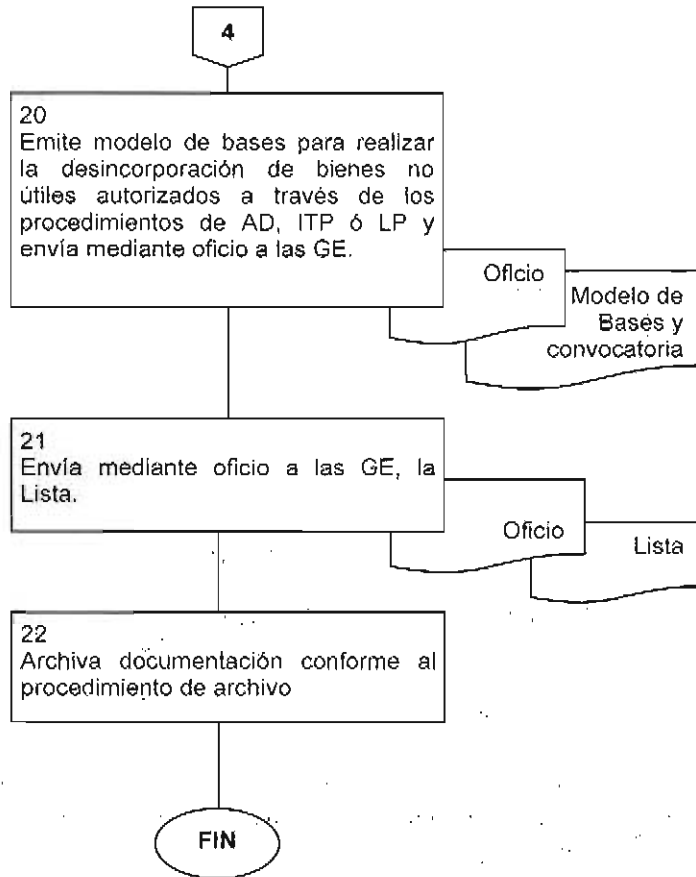 4
20
Emite modelo de bases para realizar
la desincorporación de bienes no
útiles autorizados a través de los
procedimientos de AD, ITP ó LP y
envía mediante oficio a las GE.
Oficio
Modelo de
Bases y
convocatoria
21
Envía mediante oficio a las GE, la
Lista.
Oficio
Lista
22
Archiva documentación conforme al
procedimiento de archivo
FIN